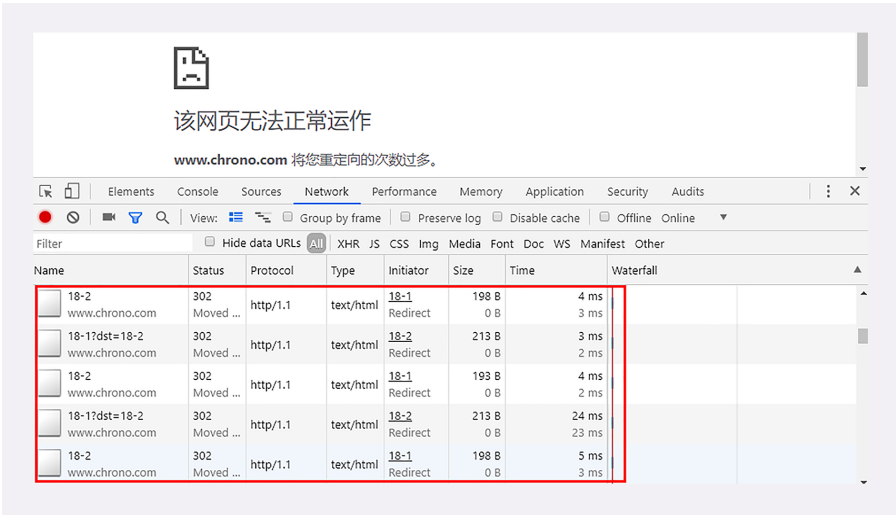 该网页无法正常运作
www.chrono.com 将您重定向的次数过多。
Elements Console Sources Network Performance Memory Application Security Audits
View: Group by frame Preserve log Disable cache Offline Online
Filter Hide data URLs All XHR JS CSS Img Media Font Doc WS Manifest Other
Name Status Protocol Type Initiator Size Time Waterfall
18-2 302 18-1 198 B 4 ms
http/1.1 text/html
www.chrono.com Moved ... Redirect 0 B 3 ms
18-1?dst=18-2 302 18-2 213 B 3 ms
http/1.1 text/html
www.chrono.com Moved ... Redirect 0 B 2 ms
18-2 302 18-1 193 B 4 ms
http/1.1 text/html
www.chrono.com Moved ... Redirect 0 B 2 ms
18-1?dst=18-2 302 18-2 213 B 24 ms
http/1.1 text/html
www.chrono.com Moved ... Redirect 0 B 23 ms
18-2 302 18-1 198 B 5 ms
http/1.1 text/html
www.chrono.com Moved ... Redirect 0 B 3 ms